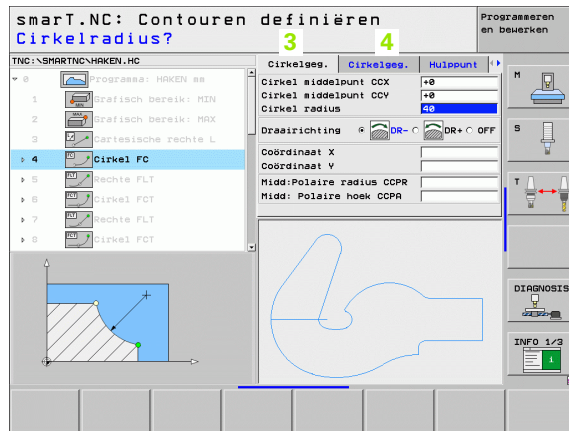 smarT.NC: Contouren definiëren
Cirkelradius?
Programmeren
en bewerken
3
4
TNC:\SMARTNC\HAKEN.HC
0 Programma: HAKEN mm
1 Grafisch bereik: MIN
2 Grafisch bereik: MAX
3 Cartesische rechte L
4 Cirkel FC
5 Rechte FLT
6 Cirkel FCT
7 Rechte FLT
8 Cirkel FCT
Cirkelgeg. Cirkelgeg. Hulppunt
Cirkel middelpunt CCX +0
Cirkel middelpunt CCY +0
Cirkel radius 40
Draairichting DR- DR+ OFF
Coördinaat X
Coördinaat Y
Midd:Polaire radius CCPR
Midd: Polaire hoek CCPA
M
S
T
DIAGNOSIS
INFO 1/3